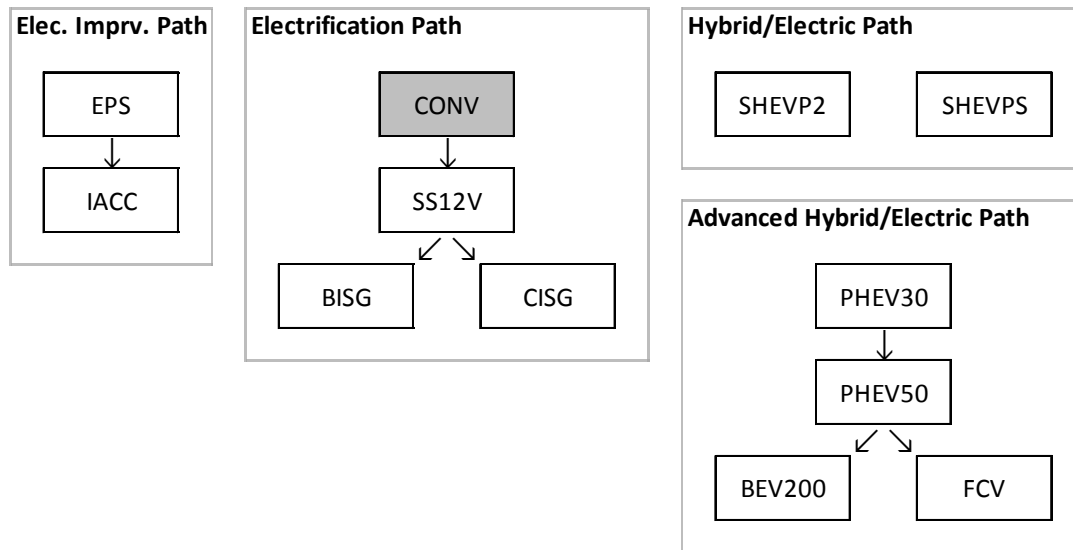 Elec. Imprv. Path
EPS
IACC
Electrification Path
CONV
SS12V
BISG
CISG
Hybrid/Electric Path
SHEVP2
SHEVPS
Advanced Hybrid/Electric Path
PHEV30
PHEV50
BEV200
FCV